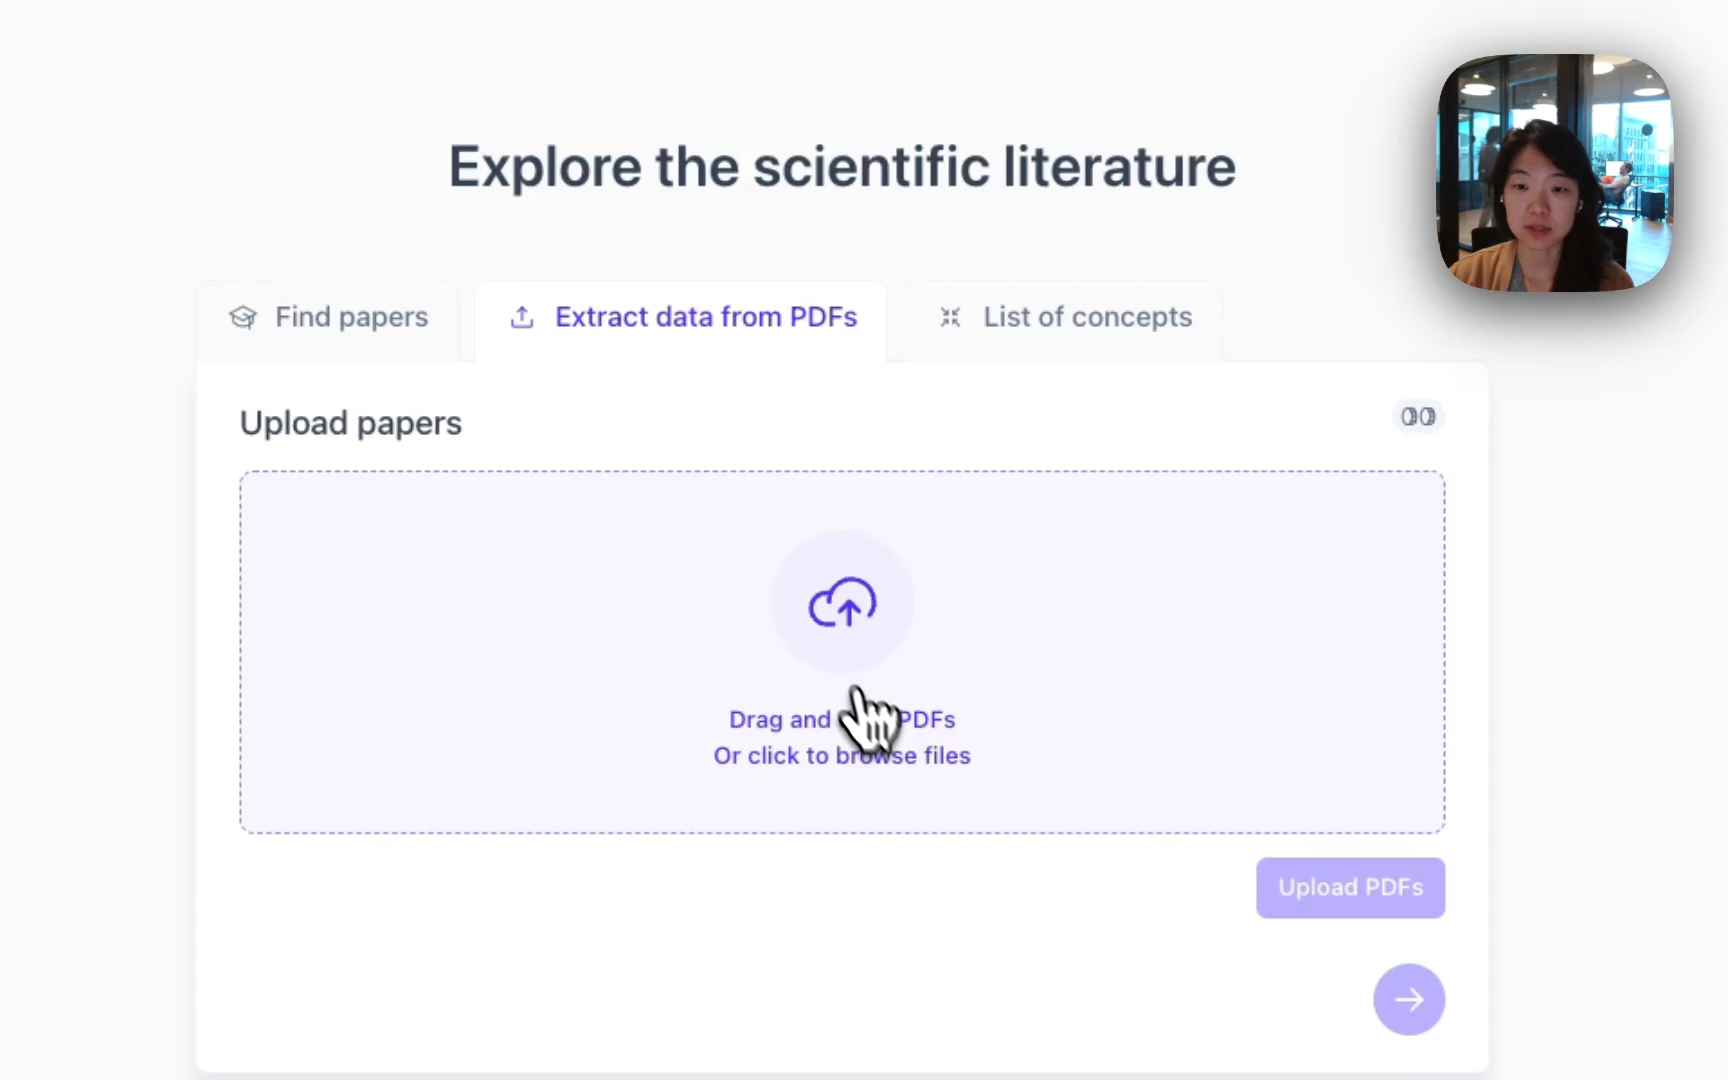 Explore the scientific literature
Find papers
Extract data from PDFs
List of concepts
Upload papers
Drag and PDFs
Or click to browse files
Upload PDFs